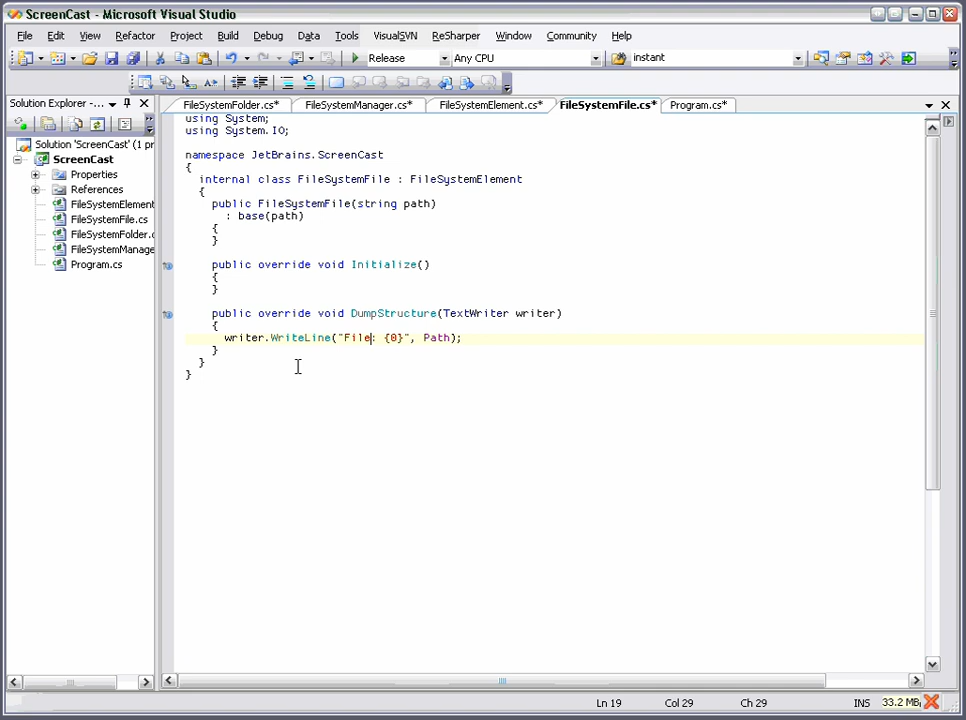 ScreenCast - Microsoft Visual Studio
File Edit View Refactor Project Build Debug Data Tools VisualSVN ReSharper Window Community Help
Release Any CPU instant
Solution Explorer - ...
FileSystemFolder.cs* FileSystemManager.cs* FileSystemElement.cs* FileSystemFile.cs* Program.cs*
Solution 'ScreenCast' (1 pr
ScreenCast
Properties
References
FileSystemElement
FileSystemFile.cs
FileSystemFolder.c
FileSystemManage
Program.cs
using System;
using System.IO;
namespace JetBrains.ScreenCast
{
internal class FileSystemFile : FileSystemElement
{
public FileSystemFile(string path)
: base(path)
{
}
public override void Initialize()
{
}
public override void DumpStructure(TextWriter writer)
{
writer.WriteLine("File: {0}", Path);
}
}
}
Ln 19 Col 29 Ch 29 INS 33.2 MB